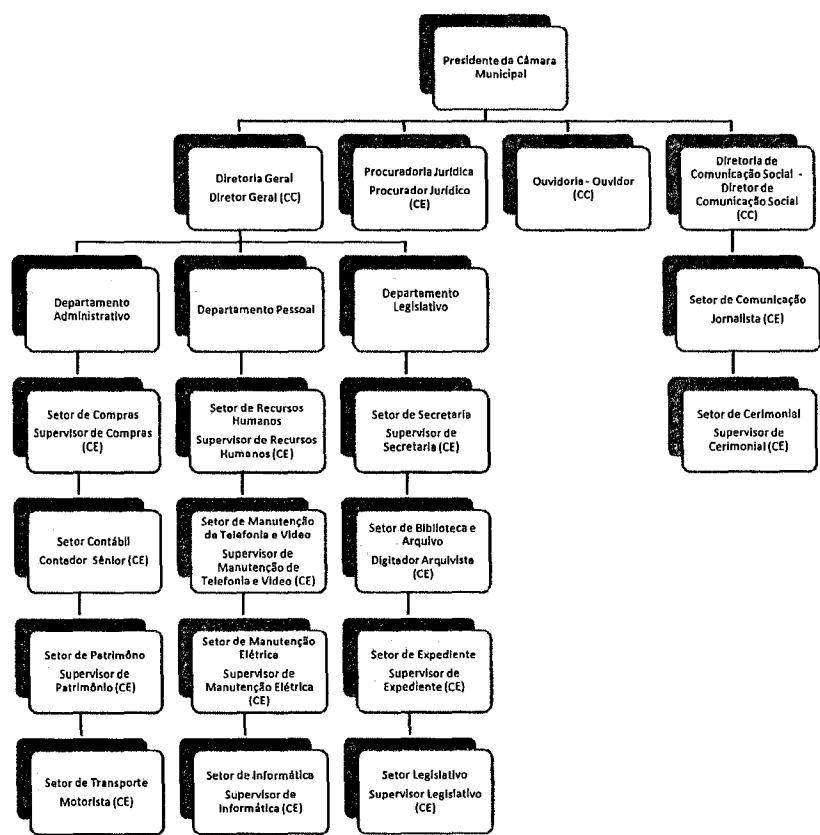 Presidente da Câmara
Municipal
Diretoria Geral
Diretor Geral (CC)
Procuradoria Jurídica
Procurador Jurídico
(CE)
Ouvidoria - Ouvidor
(CC)
Diretoria de
Comunicação Social -
Diretor de
Comunicação Social
(CC)
Departamento
Administrativo
Departamento Pessoal
Departamento
Legislativo
Setor de Comunicação
Jornalista (CE)
Setor de Compras
Supervisor de Compras
(CE)
Setor de Recursos
Humanos
Supervisor de Recursos
Humanos (CE)
Setor de Secretaria
Supervisor de
Secretaria (CE)
Setor de Cerimonial
Supervisor de
Cerimonial (CE)
Setor Contábil
Contador Sênior (CE)
Setor de Manutenção
de Telefonia e Video
Supervisor de
Manutenção de
Telefonia e Video (CE)
Setor de Biblioteca e
Arquivo
Digitador Arquivista
(CE)
Setor de Patrimôno
Supervisor de
Patrimônio (CE)
Setor de Manutenção
Elétrica
Supervisor de
Manutenção Elétrica
(CE)
Setor de Expediente
Supervisor de
Expediente (CE)
Setor de Transporte
Motorista (CE)
Setor de Informática
Supervisor de
Informática (CE)
Setor Legislativo
Supervisor Legislativo
(CE)